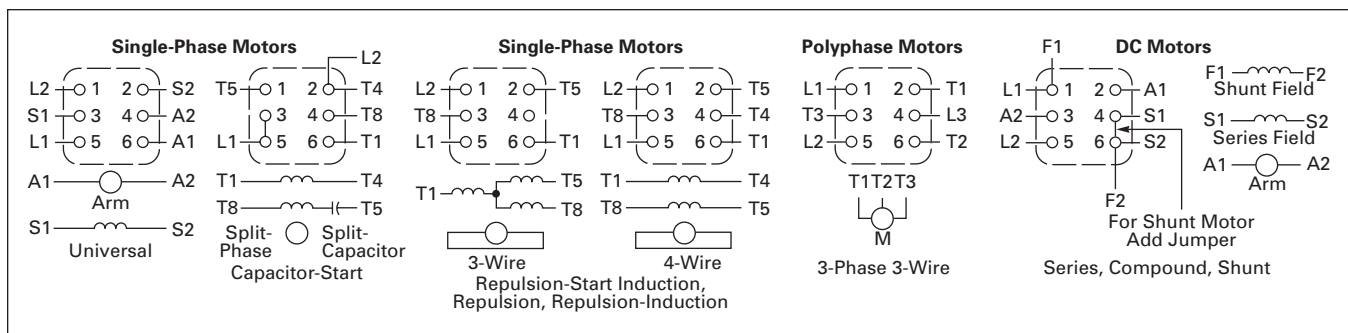 Single-Phase Motors
Single-Phase Motors
Polyphase Motors
DC Motors
L2 1 2 S2
S1 3 4 A2
L1 5 6 A1
A1 A2
Arm
S1 S2
Universal
L2
T5 1 2 T4
3 4 T8
L1 5 6 T1
T1 T4
T8 T5
Split-Phase
Split-Capacitor
Capacitor-Start
L2 1 2 T5
T8 3 4
L1 5 6 T1
T1 T5
T8
3-Wire
L2 1 2 T5
T8 3 4 T4
L1 5 6 T1
T1 T4
T8 T5
4-Wire
Repulsion-Start Induction,
Repulsion, Repulsion-Induction
L1 1 2 T1
T3 3 4 L3
L2 5 6 T2
T1 T2 T3
M
3-Phase 3-Wire
F1
L1 1 2 A1
A2 3 4 S1
L2 5 6 S2
F2
For Shunt Motor
Add Jumper
F1 F2
Shunt Field
S1 S2
Series Field
A1 A2
Arm
Series, Compound, Shunt